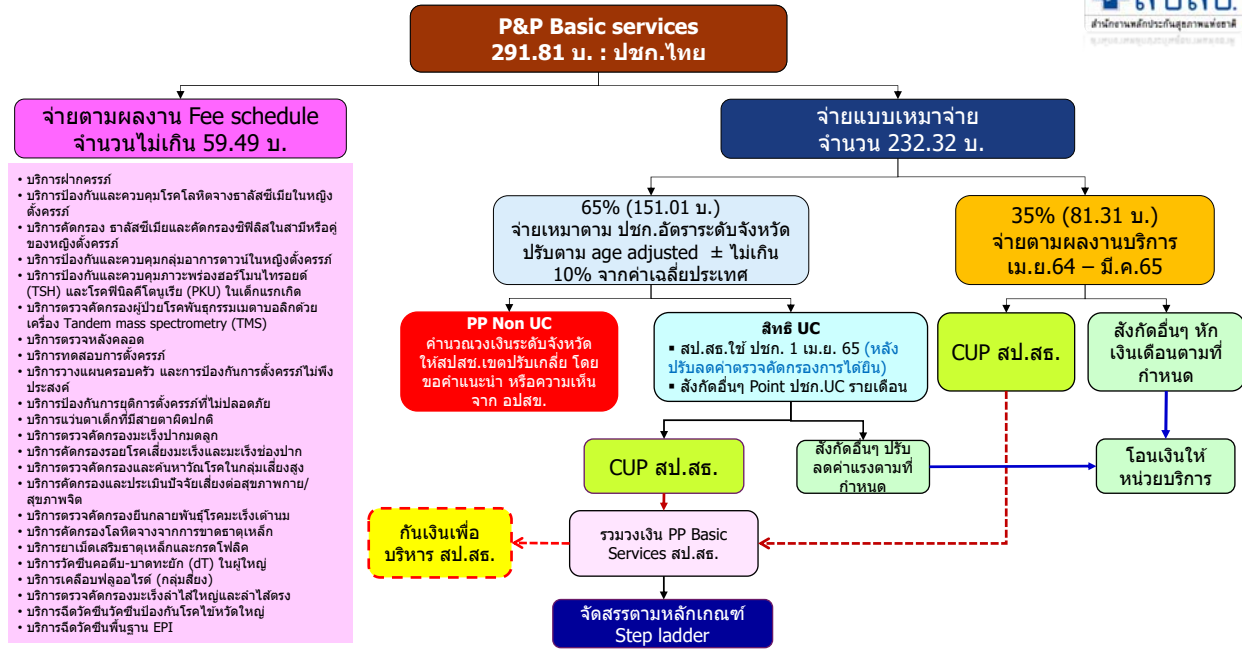 สำนักงานหลักประกันสุขภาพแห่งชาติ
P&P Basic services
291.81 บ. : ปชก.ไทย
จ่ายตามผลงาน Fee schedule
จำนวนไม่เกิน 59.49 บ.
จ่ายแบบเหมาจ่าย
จำนวน 232.32 บ.
• บริการฝากครรภ์
• บริการป้องกันและควบคุมโรคโลหิตจางธาลัสซีเมียในหญิง
ตั้งครรภ์
• บริการคัดกรอง ธาลัสซีเมียและคัดกรองซิฟิลิสในสามีหรือคู่
ของหญิงตั้งครรภ์
• บริการป้องกันและควบคุมกลุ่มอาการดาวน์ในหญิงตั้งครรภ์
• บริการป้องกันและควบคุมภาวะพร่องฮอร์โมนไทรอยด์
(TSH) และโรคฟีนิลคีโตนูเรีย (PKU) ในเด็กแรกเกิด
• บริการตรวจคัดกรองผู้ป่วยโรคพันธุกรรมเมตาบอลิกด้วย
เครื่อง Tandem mass spectrometry (TMS)
• บริการตรวจหลังคลอด
• บริการทดสอบการตั้งครรภ์
• บริการวางแผนครอบครัว และการป้องกันการตั้งครรภ์ไม่พึง
ประสงค์
• บริการป้องกันการยุติการตั้งครรภ์ที่ไม่ปลอดภัย
• บริการแว่นตาเด็กที่มีสายตาผิดปกติ
• บริการตรวจคัดกรองมะเร็งปากมดลูก
• บริการคัดกรองรอยโรคเสี่ยงมะเร็งและมะเร็งช่องปาก
• บริการตรวจคัดกรองและค้นหาวัณโรคในกลุ่มเสี่ยงสูง
• บริการคัดกรองและประเมินปัจจัยเสี่ยงต่อสุขภาพกาย/
สุขภาพจิต
• บริการตรวจคัดกรองยีนกลายพันธุ์โรคมะเร็งเต้านม
• บริการคัดกรองโลหิตจางจากการขาดธาตุเหล็ก
• บริการยาเม็ดเสริมธาตุเหล็กและกรดโฟลิค
• บริการวัคซีนคอตีบ-บาดทะยัก (dT) ในผู้ใหญ่
• บริการเคลือบฟลูออไรด์ (กลุ่มเสี่ยง)
• บริการตรวจคัดกรองมะเร็งลำไส้ใหญ่และลำไส้ตรง
• บริการฉีดวัคซีนวัคซีนป้องกันโรคไข้หวัดใหญ่
• บริการฉีดวัคซีนพื้นฐาน EPI
65% (151.01 บ.)
จ่ายเหมาตาม ปชก.อัตราระดับจังหวัด
ปรับตาม age adjusted ± ไม่เกิน
10% จากค่าเฉลี่ยประเทศ
35% (81.31 บ.)
จ่ายตามผลงานบริการ
เม.ย.64 – มี.ค.65
PP Non UC
คำนวณวงเงินระดับจังหวัด
ให้สปสช.เขตปรับเกลี่ย โดย
ขอคำแนะนำ หรือความเห็น
จาก อปสข.
สิทธิ UC
▪ สป.สธ.ใช้ ปชก. 1 เม.ย. 65 (หลัง
ปรับลดค่าตรวจคัดกรองการได้ยิน)
▪ สังกัดอื่นๆ Point ปชก.UC รายเดือน
CUP สป.สธ.
สังกัดอื่นๆ หัก
เงินเดือนตามที่
กำหนด
CUP สป.สธ.
สังกัดอื่นๆ ปรับ
ลดค่าแรงตามที่
กำหนด
โอนเงินให้
หน่วยบริการ
กันเงินเพื่อ
บริหาร สป.สธ.
รวมวงเงิน PP Basic
Services สป.สธ.
จัดสรรตามหลักเกณฑ์
Step ladder